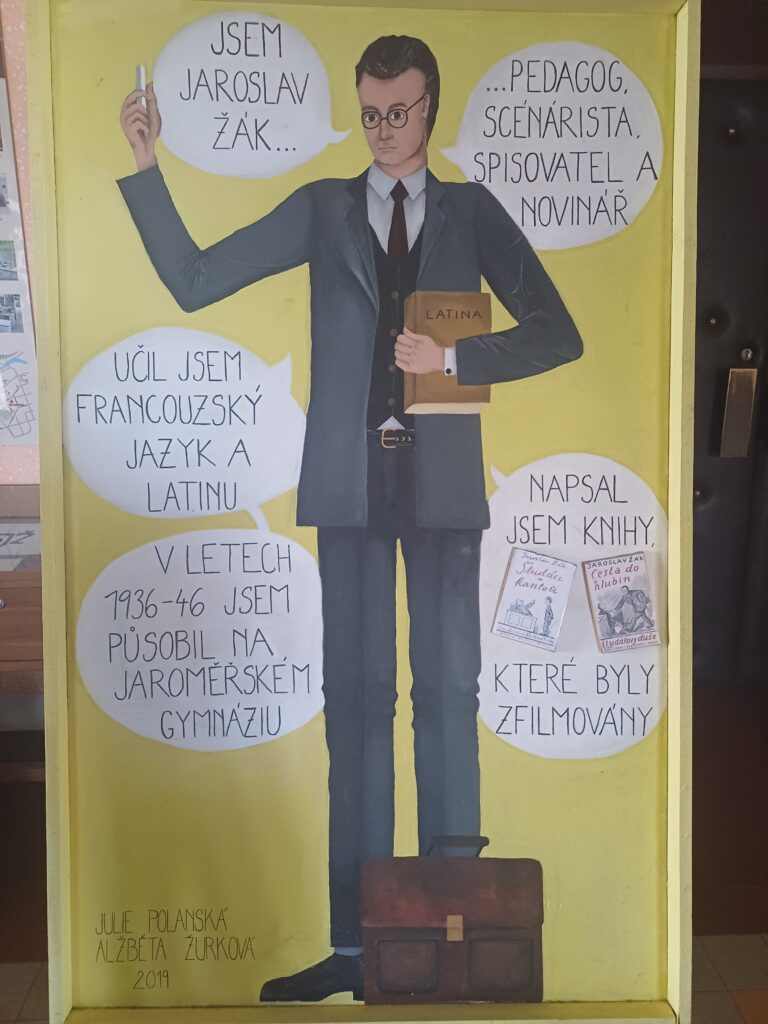 JSEM
JAROSLAV
ŽÁK...
...PEDAGOG,
SCÉNÁRISTA,
SPISOVATEL A
NOVINÁŘ
LATINA
UČIL JSEM
FRANCOUZSKÝ
JAZYK A
LATINU
V LETECH
1936-46 JSEM
PŮSOBIL NA
JAROMĚŘSKÉM
GYMNÁZIU
NAPSAL
JSEM KNIHY,
Jaroslav Žák
Študáci
a
kantoři
JAROSLAV ŽÁK
Cesta do
hlubin
študákovy duše
KTERÉ BYLY
ZFILMOVÁNY
JULIE POLANSKÁ
ALŽBĚTA ŽURKOVÁ
2019